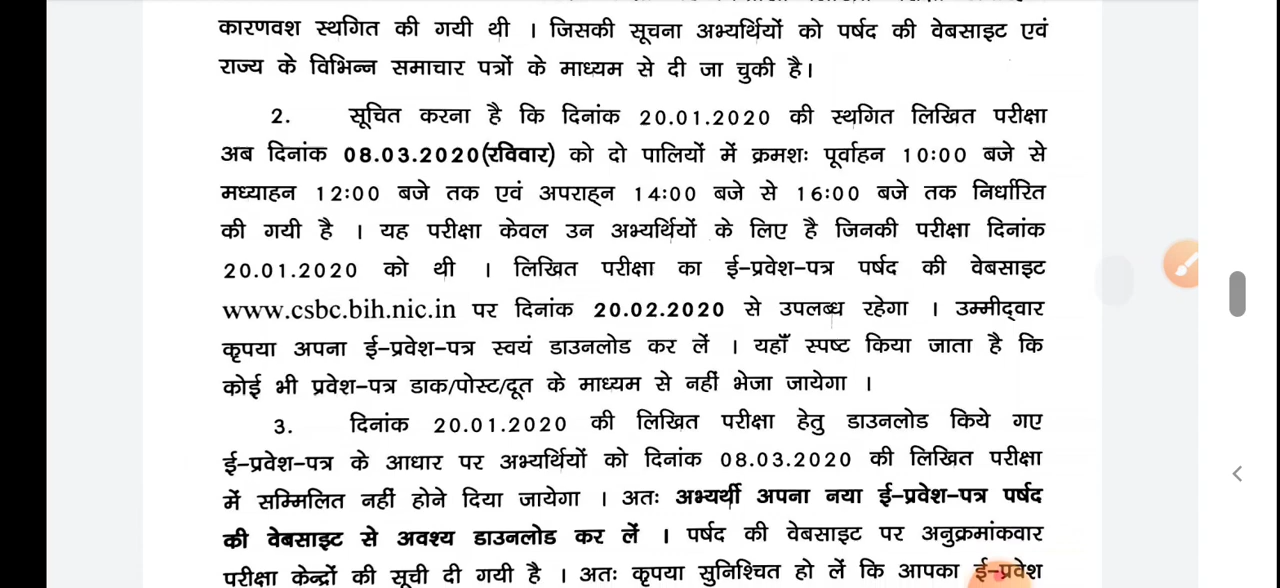 कारणवश स्थगित की गयी थी । जिसकी सूचना अभ्यर्थियों को पर्षद की वेबसाइट एवं
राज्य के विभिन्न समाचार पत्रों के माध्यम से दी जा चुकी है।
2. सूचित करना है कि दिनांक 20.01.2020 की स्थगित लिखित परीक्षा
अब दिनांक 08.03.2020(रविवार) को दो पालियों में क्रमशः पूर्वाहन 10:00 बजे से
मध्याहन 12:00 बजे तक एवं अपराह्न 14:00 बजे से 16:00 बजे तक निर्धारित
की गयी है । यह परीक्षा केवल उन अभ्यर्थियों के लिए है जिनकी परीक्षा दिनांक
20.01.2020 को थी । लिखित परीक्षा का ई-प्रवेश-पत्र पर्षद की वेबसाइट
www.csbc.bih.nic.in पर दिनांक 20.02.2020 से उपलब्ध रहेगा । उम्मीद्वार
कृपया अपना ई-प्रवेश-पत्र स्वयं डाउनलोड कर लें । यहाँ स्पष्ट किया जाता है कि
कोई भी प्रवेश-पत्र डाक/पोस्ट/दूत के माध्यम से नहीं भेजा जायेगा ।
3. दिनांक 20.01.2020 की लिखित परीक्षा हेतु डाउनलोड किये गए
ई-प्रवेश-पत्र के आधार पर अभ्यर्थियों को दिनांक 08.03.2020 की लिखित परीक्षा
में सम्मिलित नहीं होने दिया जायेगा । अतः अभ्यर्थी अपना नया ई-प्रवेश-पत्र पर्षद
की वेबसाइट से अवश्य डाउनलोड कर लें । पर्षद की वेबसाइट पर अनुक्रमांकवार
परीक्षा केन्द्रों की सूची दी गयी है । अतः कृपया सुनिश्चित हो लें कि आपका ई-प्रवेश